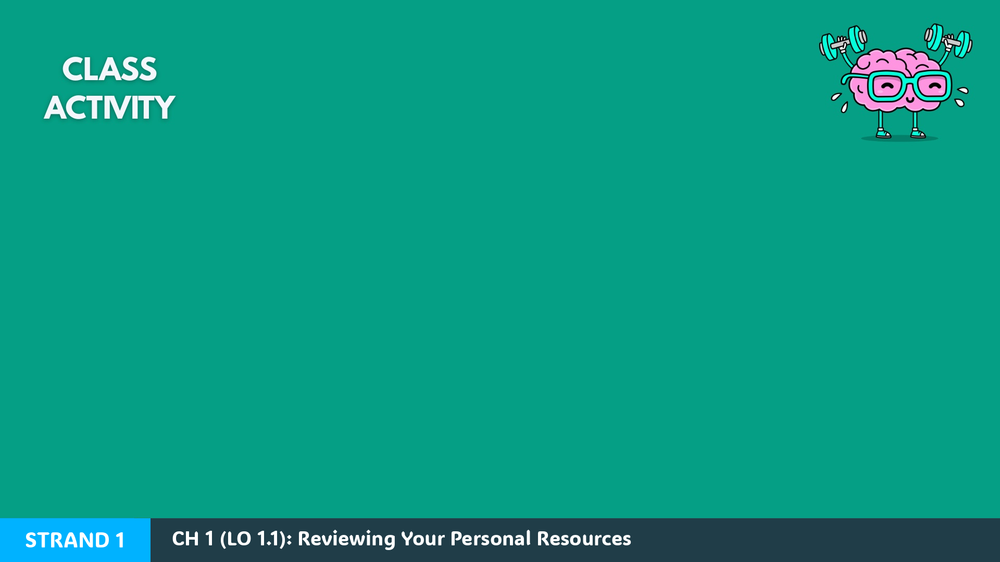 CLASS
ACTIVITY
STRAND 1
CH 1 (LO 1.1): Reviewing Your Personal Resources